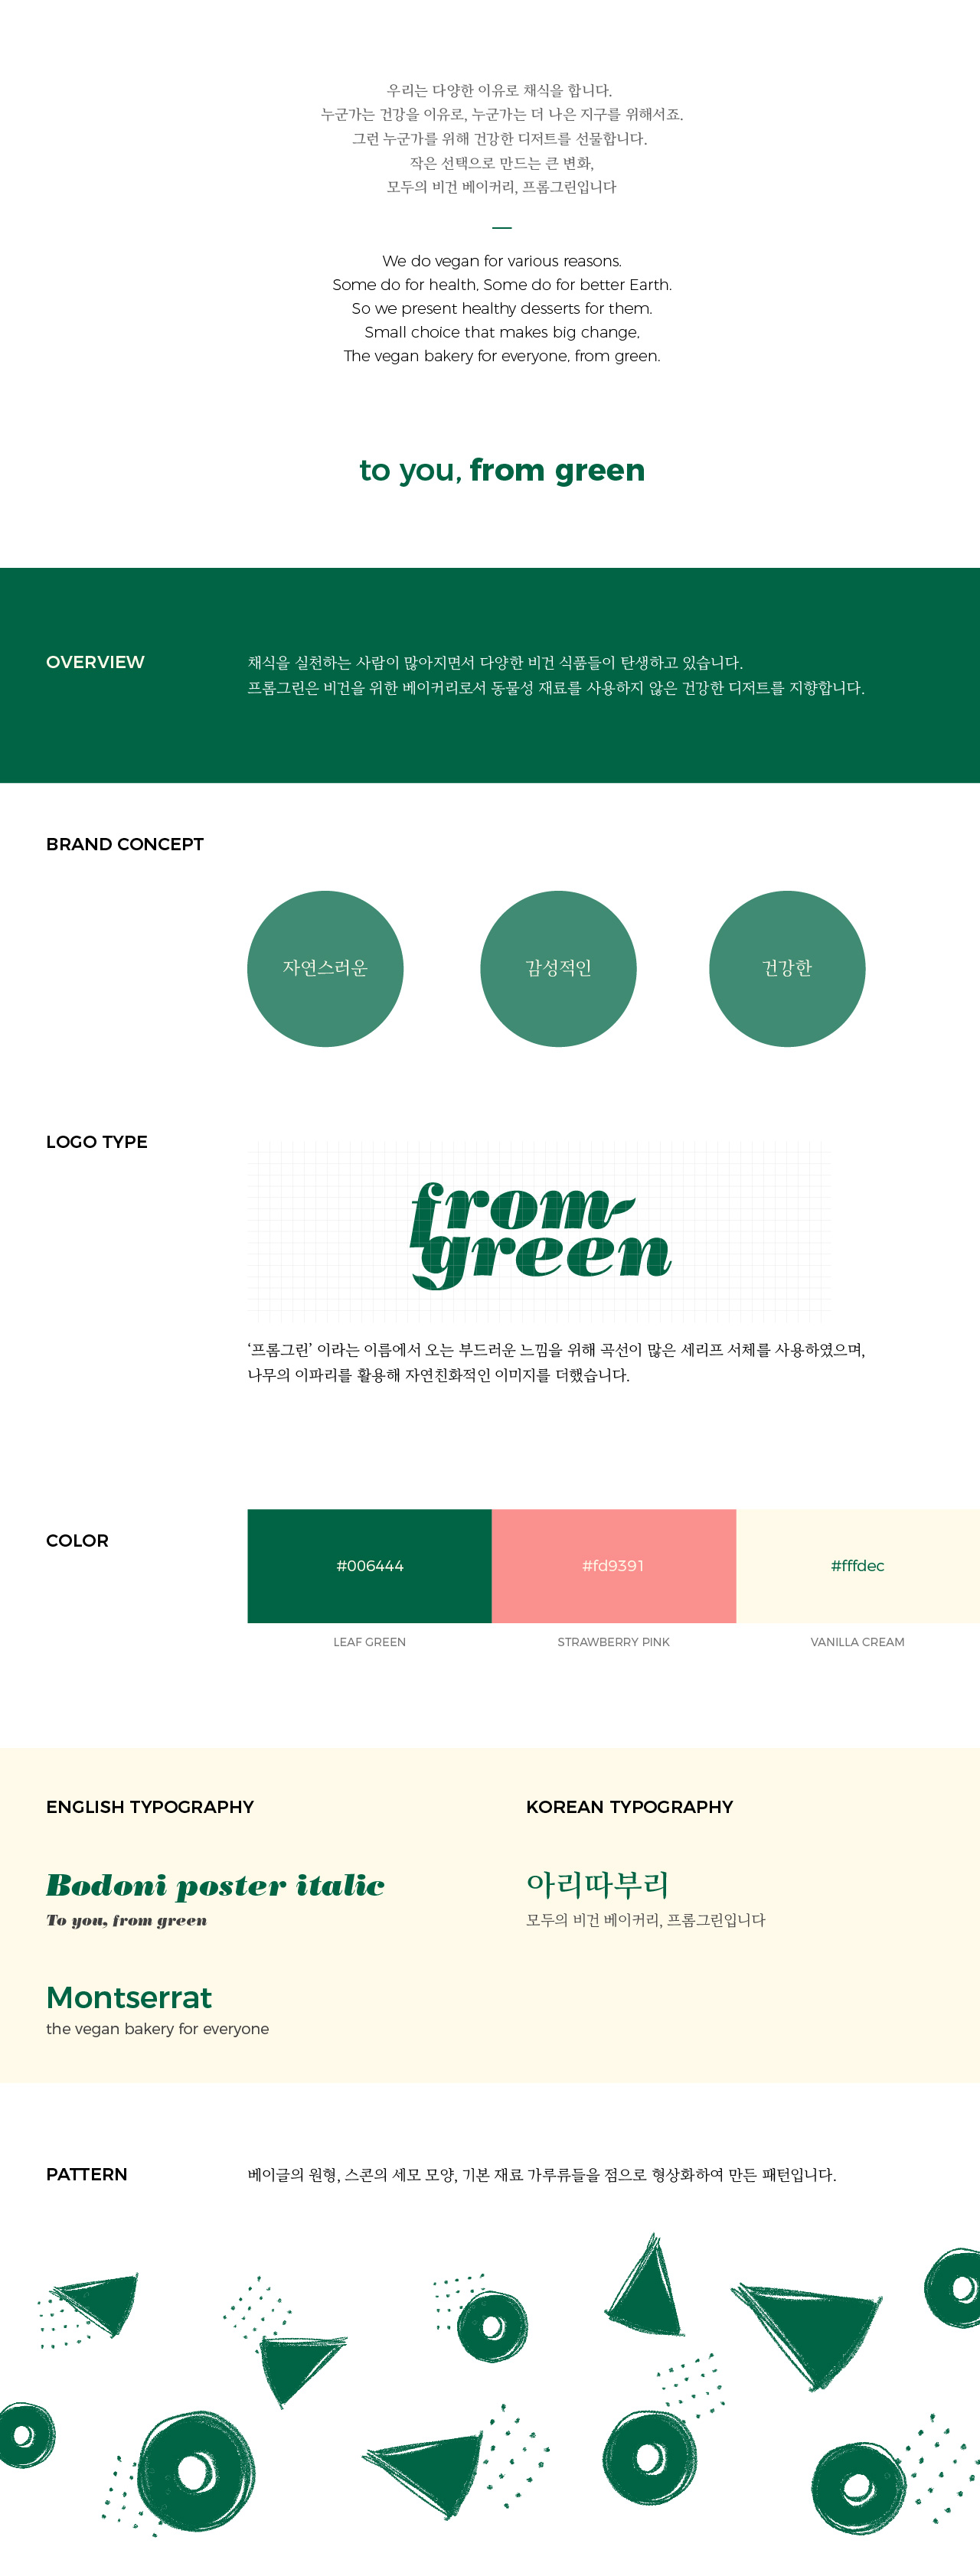 우리는 다양한 이유로 채식을 합니다.
누군가는 건강을 이유로, 누군가는 더 나은 지구를 위해서죠.
그런 누군가를 위해 건강한 디저트를 선물합니다.
작은 선택으로 만드는 큰 변화,
모두의 비건 베이커리, 프롬그린입니다
We do vegan for various reasons.
Some do for health, Some do for better Earth.
So we present healthy desserts for them.
Small choice that makes big change,
The vegan bakery for everyone, from green.
to you, from green
OVERVIEW
채식을 실천하는 사람이 많아지면서 다양한 비건 식품들이 탄생하고 있습니다.
프롬그린은 비건을 위한 베이커리로서 동물성 재료를 사용하지 않은 건강한 디저트를 지향합니다.
BRAND CONCEPT
자연스러운
감성적인
건강한
LOGO TYPE
from
green
‘프롬그린’ 이라는 이름에서 오는 부드러운 느낌을 위해 곡선이 많은 세리프 서체를 사용하였으며,
나무의 이파리를 활용해 자연친화적인 이미지를 더했습니다.
COLOR
#006444
#fd9391
#fffdec
LEAF GREEN
STRAWBERRY PINK
VANILLA CREAM
ENGLISH TYPOGRAPHY
Bodoni poster italic
To you, from green
Montserrat
the vegan bakery for everyone
KOREAN TYPOGRAPHY
아리따부리
모두의 비건 베이커리, 프롬그린입니다
PATTERN
베이글의 원형, 스콘의 세모 모양, 기본 재료 가루류들을 점으로 형상화하여 만든 패턴입니다.